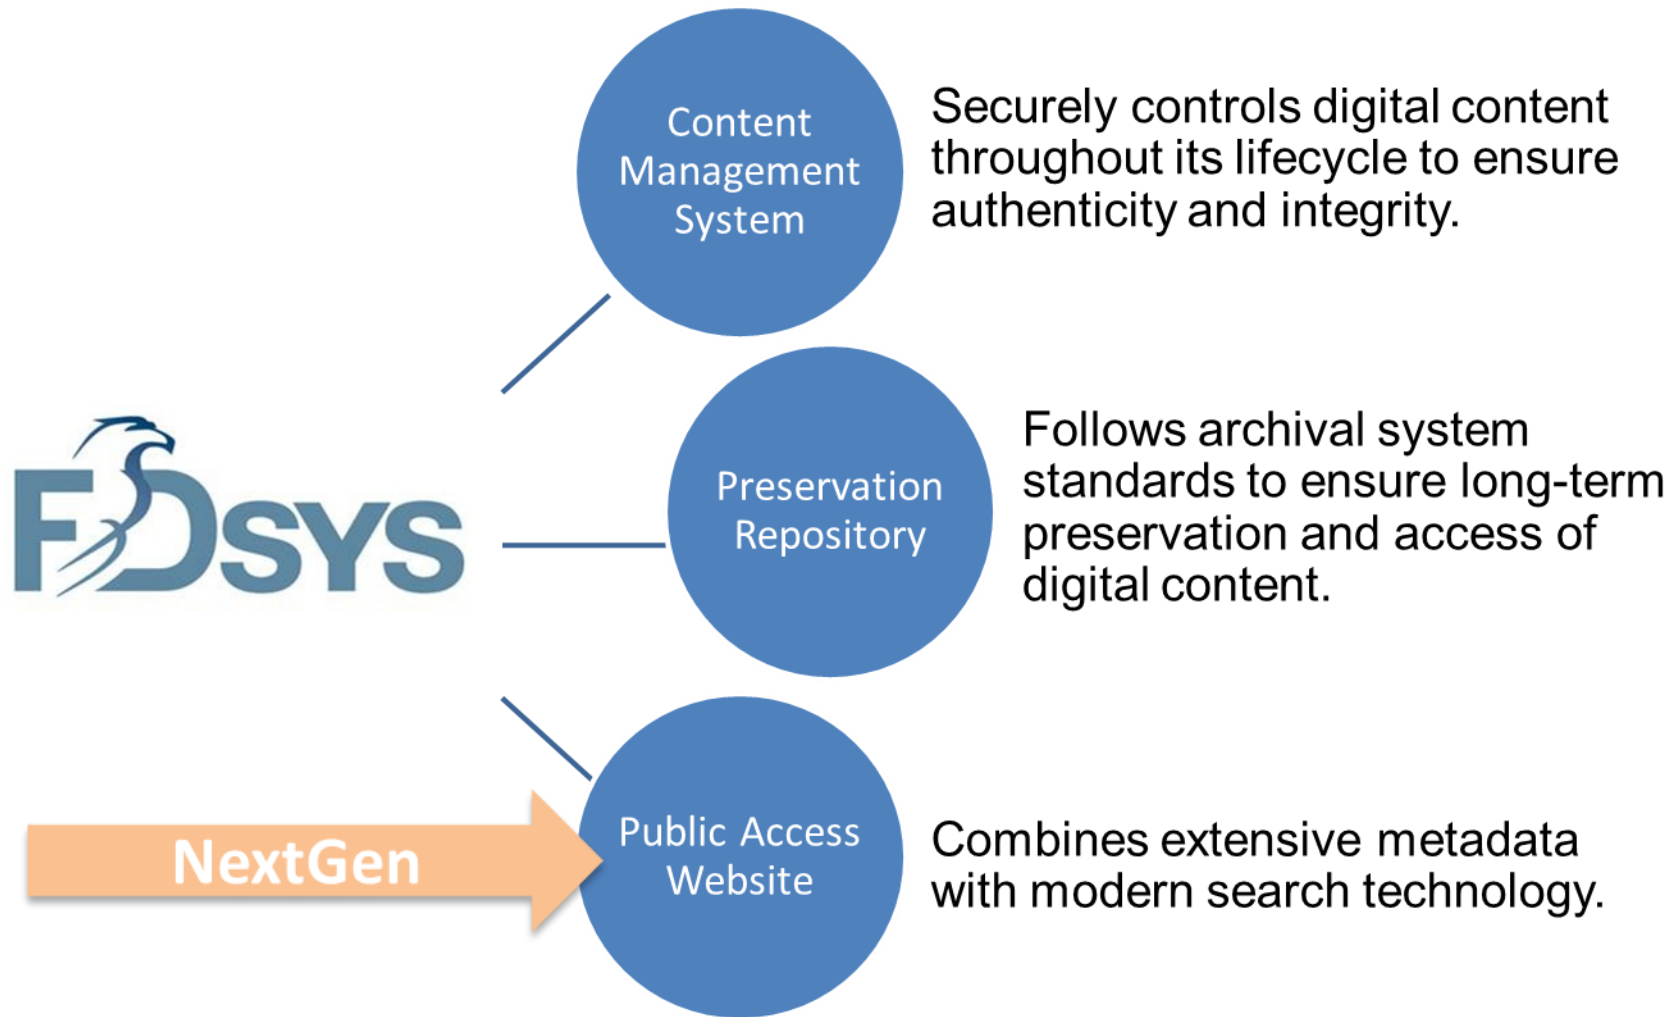 Content
Management
System
Securely controls digital content
throughout its lifecycle to ensure
authenticity and integrity.
FDsys
Preservation
Repository
Follows archival system
standards to ensure long-term
preservation and access of
digital content.
NextGen
Public Access
Website
Combines extensive metadata
with modern search technology.